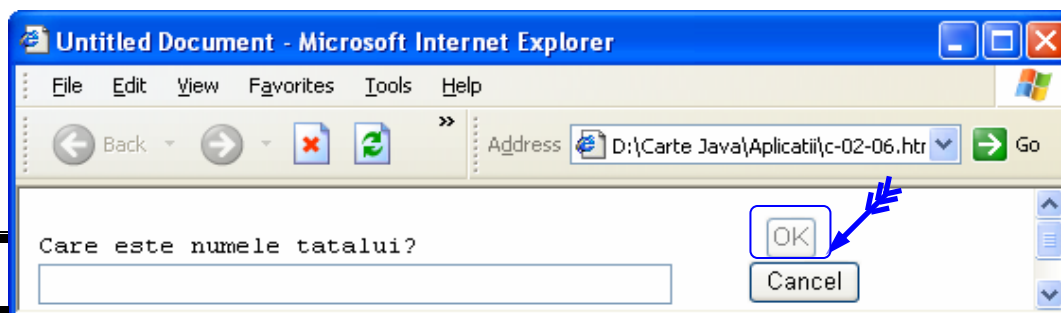 Untitled Document - Microsoft Internet Explorer
File Edit View Favorites Tools Help
Back » Address D:\Carte Java\Aplicatii\c-02-06.htr Go
Care este numele tatalui? OK
Cancel